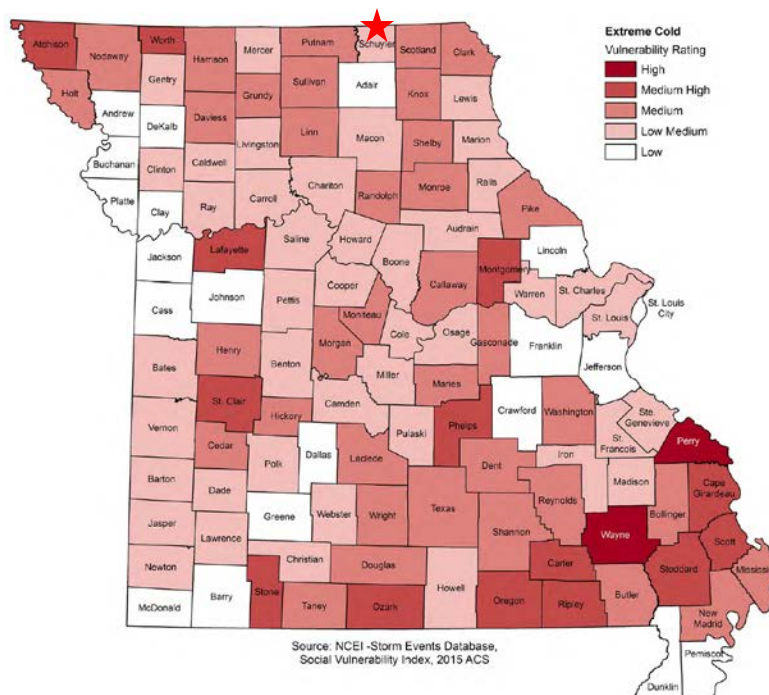 Extreme Cold
Vulnerability Rating
High
Medium High
Medium
Low Medium
Low
Atchison
Nodaway
Worth
Harrison
Mercer
Putnam
Schuyler
Scotland
Clark
Holt
Gentry
Sullivan
Adair
Knox
Lewis
Andrew
DeKalb
Daviess
Grundy
Linn
Macon
Shelby
Marion
Buchanan
Clinton
Caldwell
Livingston
Chariton
Randolph
Monroe
Ralls
Platte
Clay
Ray
Carroll
Pike
Audrain
Jackson
Lafayette
Saline
Howard
Boone
Callaway
Montgomery
Lincoln
Cass
Johnson
Pettis
Cooper
Moniteau
Cole
Osage
Gasconade
Warren
St. Charles
St. Louis
St. Louis
City
Bates
Henry
Benton
Morgan
Miller
Maries
Franklin
Jefferson
Vernon
St. Clair
Hickory
Camden
Pulaski
Phelps
Crawford
Washington
St.
Francois
Ste.
Genevieve
Perry
Cedar
Polk
Dallas
Laclede
Dent
Iron
Madison
Cape
Girardeau
Barton
Dade
Greene
Webster
Wright
Texas
Shannon
Reynolds
Wayne
Bollinger
Scott
Jasper
Lawrence
Christian
Douglas
Howell
Carter
Stoddard
Mississi
Newton
McDonald
Barry
Stone
Taney
Ozark
Oregon
Ripley
Butler
New
Madrid
Pemiscot
Dunklin
Source: NCEI -Storm Events Database,
Social Vulnerability Index, 2015 ACS